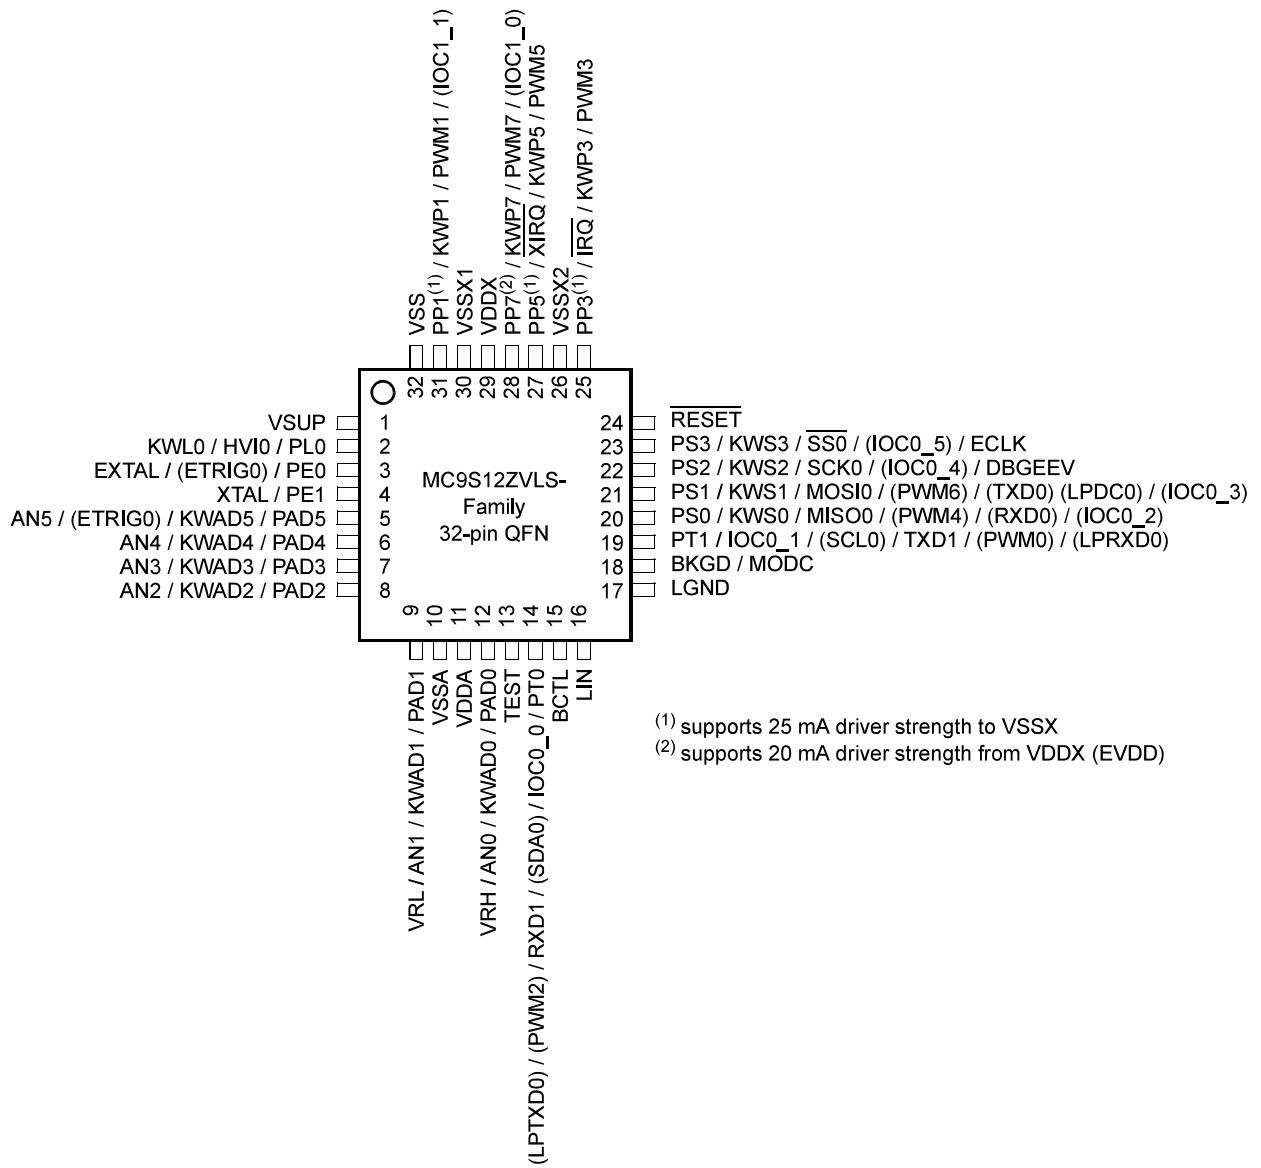 VSS
PP1(1) / KWP1 / PWM1 / (IOC1_1)
VSSX1
VDDX
PP7(2) / KWP7 / PWM7 / (IOC1_0)
PP5(1) / XIRQ / KWP5 / PWM5
VSSX2
PP3(1) / IRQ / KWP3 / PWM3
32
31
30
29
28
27
26
25
VSUP 1
KWL0 / HVI0 / PL0 2
EXTAL / (ETRIG0) / PE0 3
XTAL / PE1 4
AN5 / (ETRIG0) / KWAD5 / PAD5 5
AN4 / KWAD4 / PAD4 6
AN3 / KWAD3 / PAD3 7
AN2 / KWAD2 / PAD2 8
MC9S12ZVLS-
Family
32-pin QFN
24 RESET
23 PS3 / KWS3 / SS0 / (IOC0_5) / ECLK
22 PS2 / KWS2 / SCK0 / (IOC0_4) / DBGEEV
21 PS1 / KWS1 / MOSI0 / (PWM6) / (TXD0) (LPDC0) / (IOC0_3)
20 PS0 / KWS0 / MISO0 / (PWM4) / (RXD0) / (IOC0_2)
19 PT1 / IOC0_1 / (SCL0) / TXD1 / (PWM0) / (LPRXD0)
18 BKGD / MODC
17 LGND
9
10
11
12
13
14
15
16
VRL / AN1 / KWAD1 / PAD1
VSSA
VDDA
VRH / AN0 / KWAD0 / PAD0
TEST
(LPTXD0) / (PWM2) / RXD1 / (SDA0) / IOC0_0 / PT0
BCTL
LIN
(1) supports 25 mA driver strength to VSSX
(2) supports 20 mA driver strength from VDDX (EVDD)